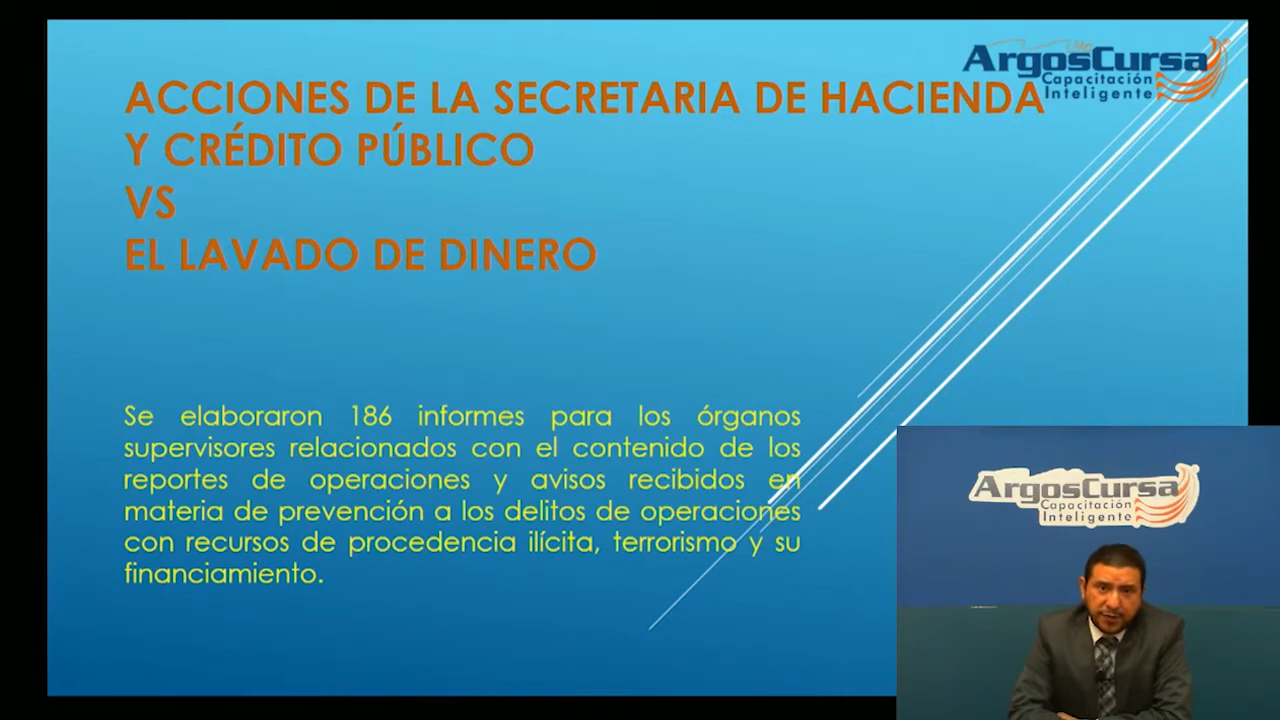 ArgosCursa
Capacitación
Inteligente
ACCIONES DE LA SECRETARIA DE HACIENDA
Y CRÉDITO PÚBLICO
VS
EL LAVADO DE DINERO
Se elaboraron 186 informes para los órganos
supervisores relacionados con el contenido de los
reportes de operaciones y avisos recibidos en
materia de prevención a los delitos de operaciones
con recursos de procedencia ilícita, terrorismo y su
financiamiento.
ArgosCursa
Capacitación
Inteligente